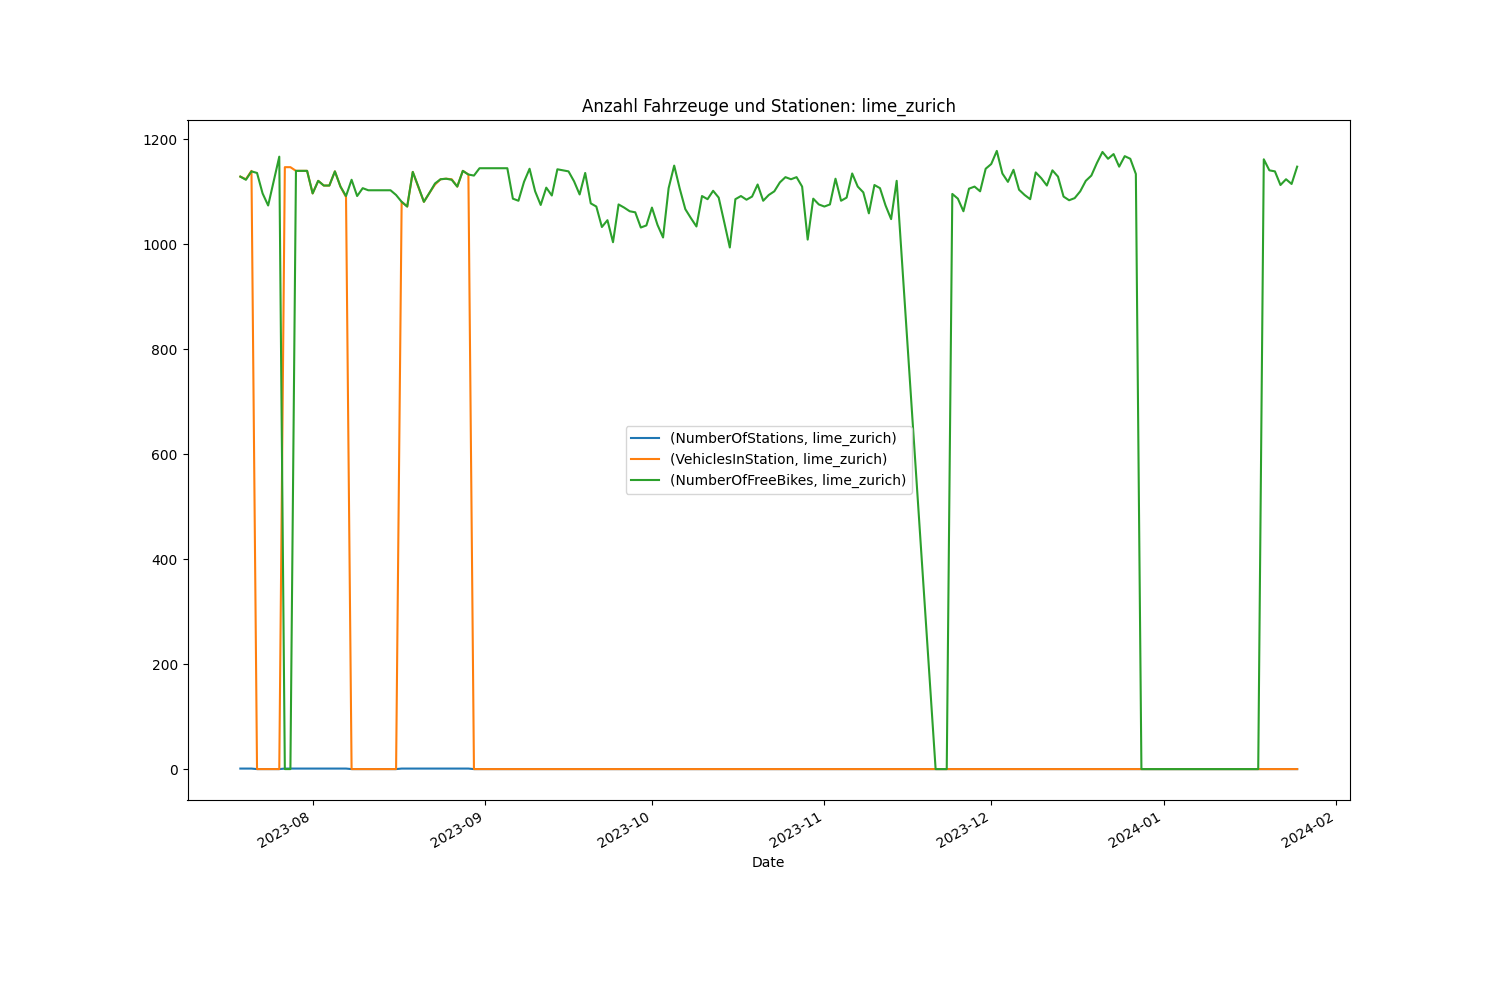 Anzahl Fahrzeuge und Stationen: lime_zurich
1200
1000
800
600
400
200
0
(NumberOfStations, lime_zurich)
(VehiclesInStation, lime_zurich)
(NumberOfFreeBikes, lime_zurich)
2023-08
2023-09
2023-10
2023-11
2023-12
2024-01
2024-02
Date